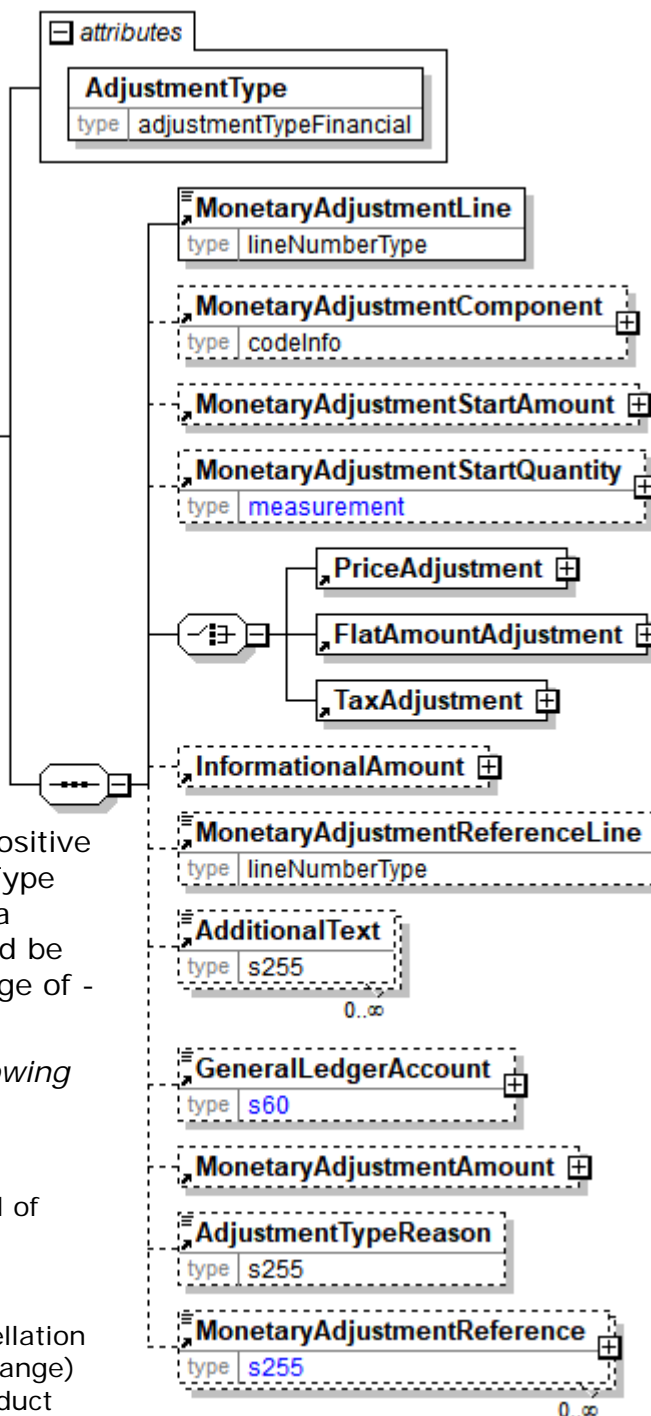 attributes
AdjustmentType
type adjustmentTypeFinancial
MonetaryAdjustmentLine
type lineNumberType
MonetaryAdjustmentComponent
type codeInfo
MonetaryAdjustmentStartAmount
MonetaryAdjustmentStartQuantity
type measurement
PriceAdjustment
FlatAmountAdjustment
TaxAdjustment
InformationalAmount
MonetaryAdjustmentReferenceLine
type lineNumberType
AdditionalText
type s255
0..∞
GeneralLedgerAccount
type s60
MonetaryAdjustmentAmount
AdjustmentTypeReason
type s255
MonetaryAdjustmentReference
type s255
0..∞
ositive
ype
a
d be
ge of -
owing
l of
ellation
ange)
duct